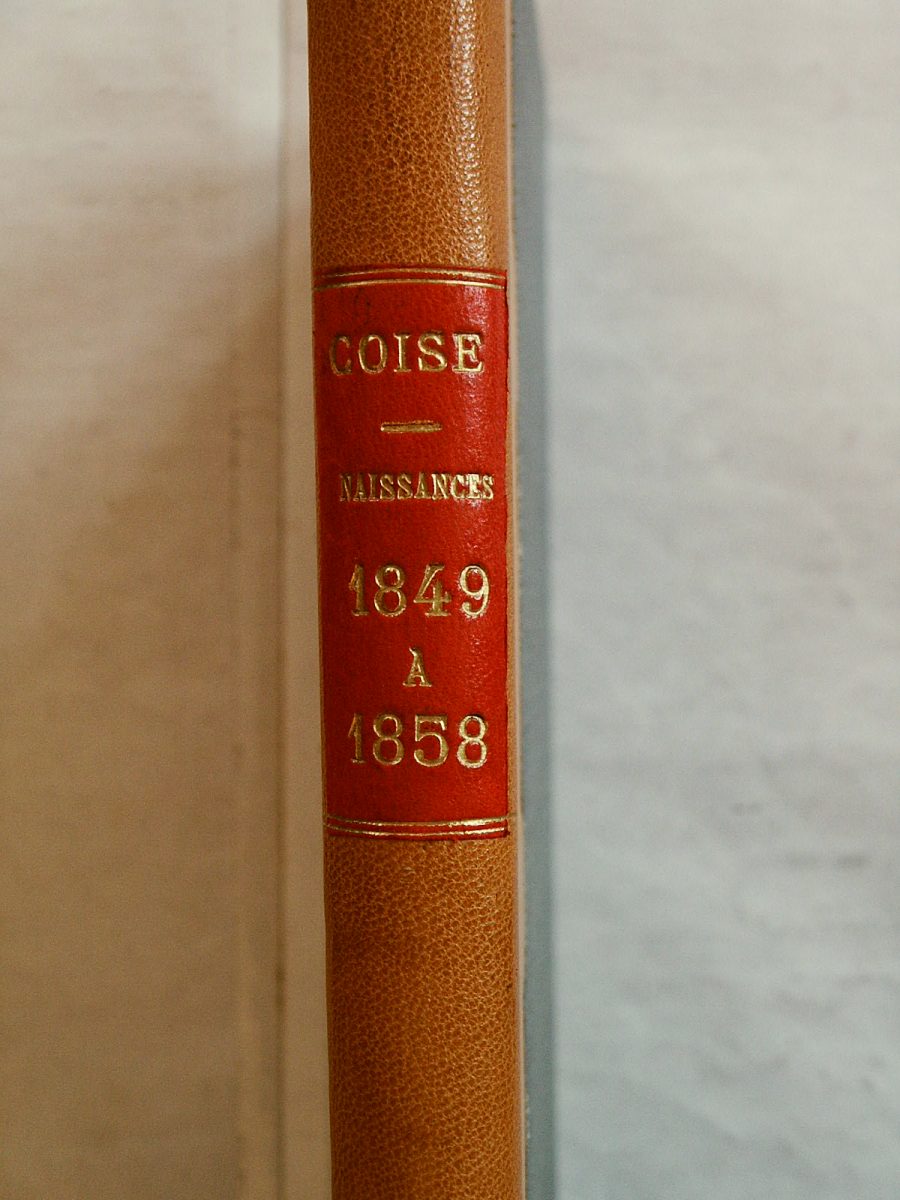 COISE
NAISSANCES
1849
A
1858